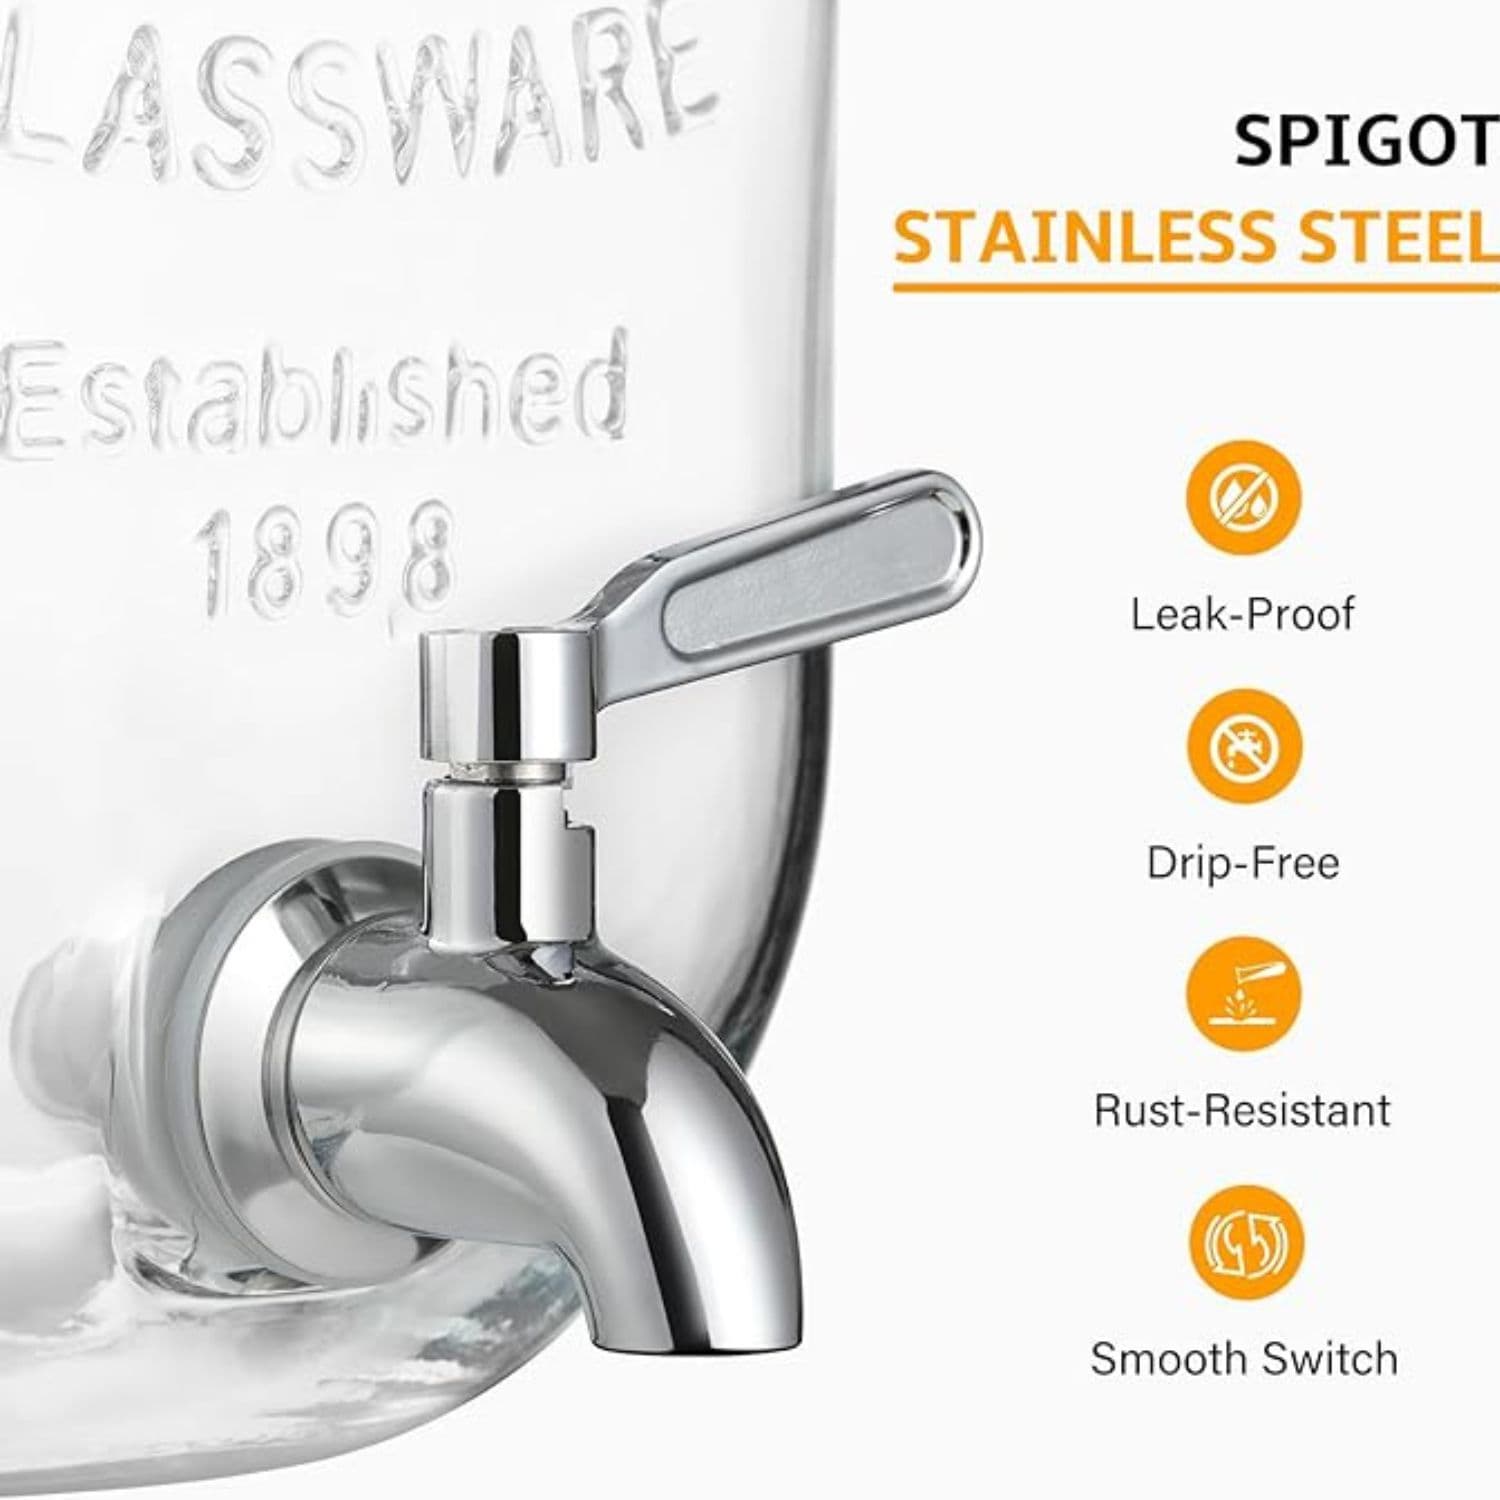 LASSWARE
Established
1898
SPIGOT
STAINLESS STEEL
Leak-Proof
Drip-Free
Rust-Resistant
Smooth Switch